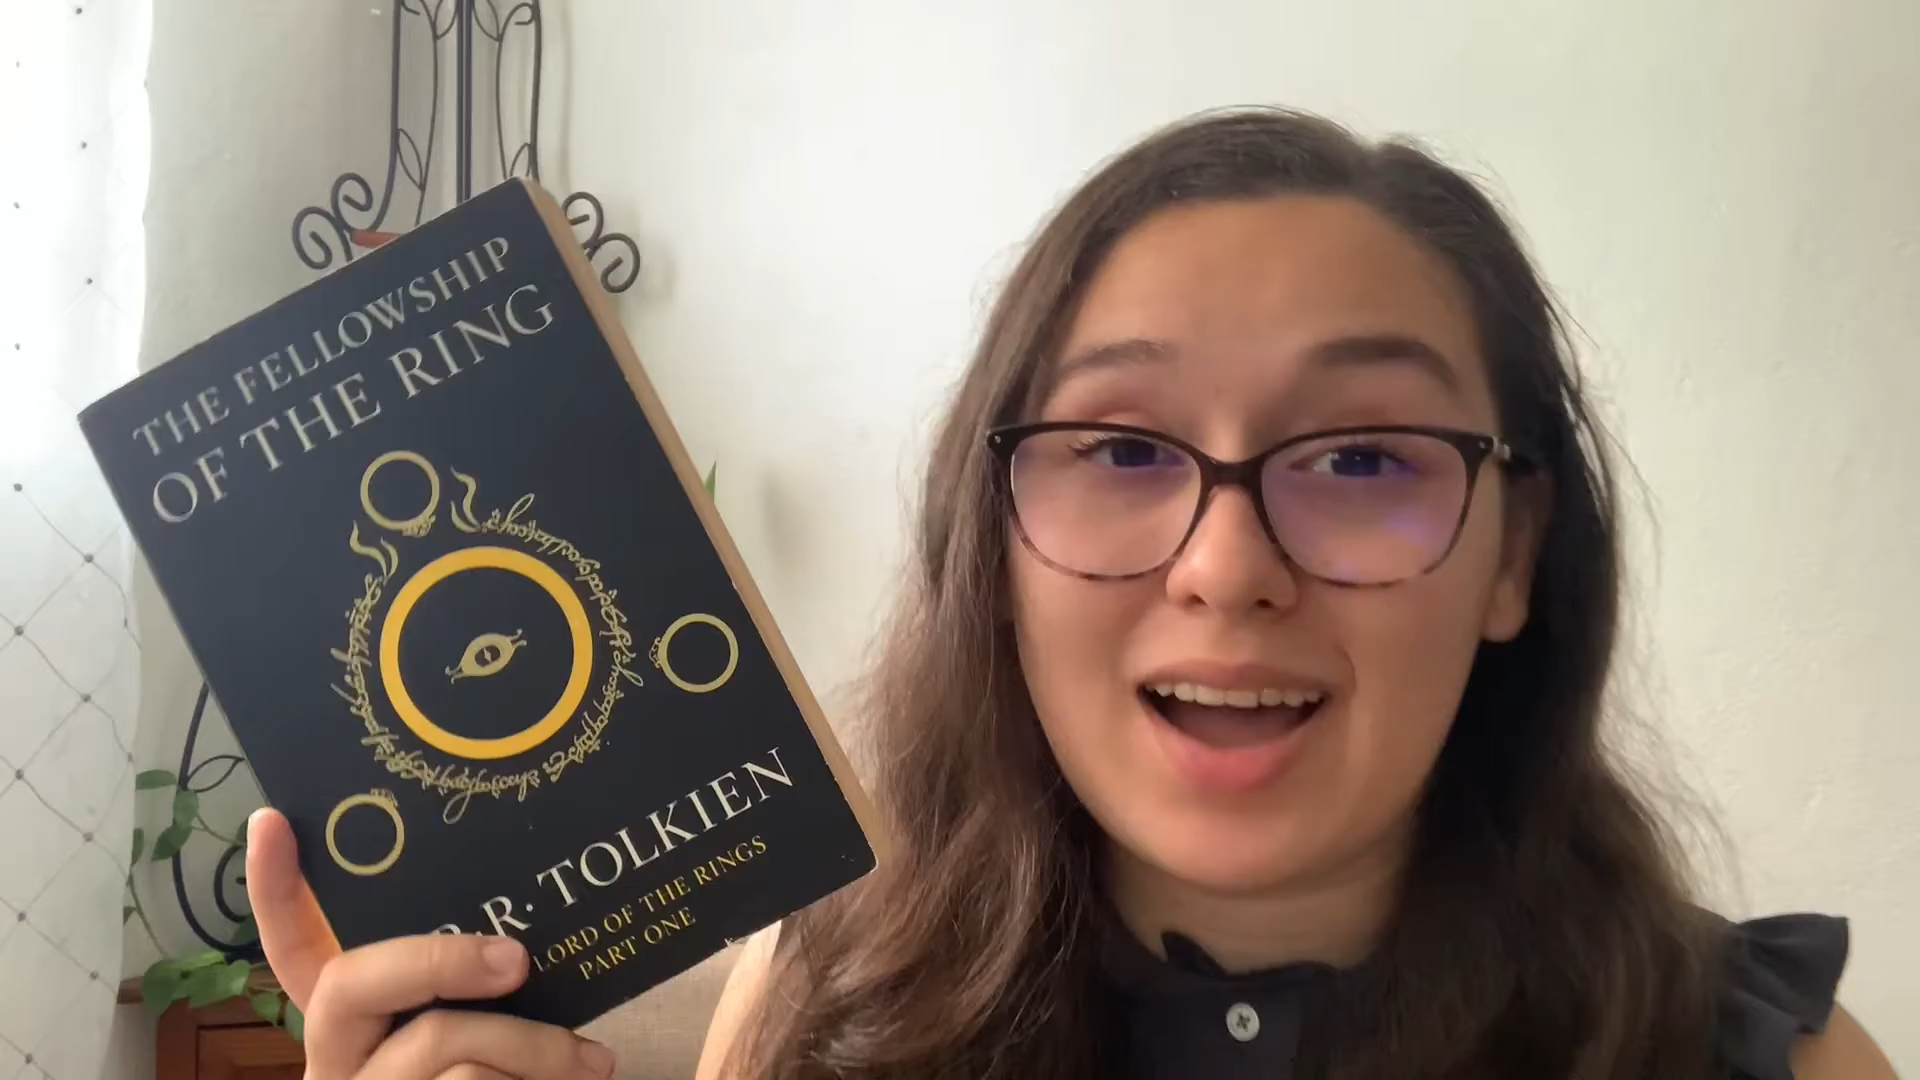 THE FELLOWSHIP
OF THE RING
R. TOLKIEN
LORD OF THE RINGS
PART ONE